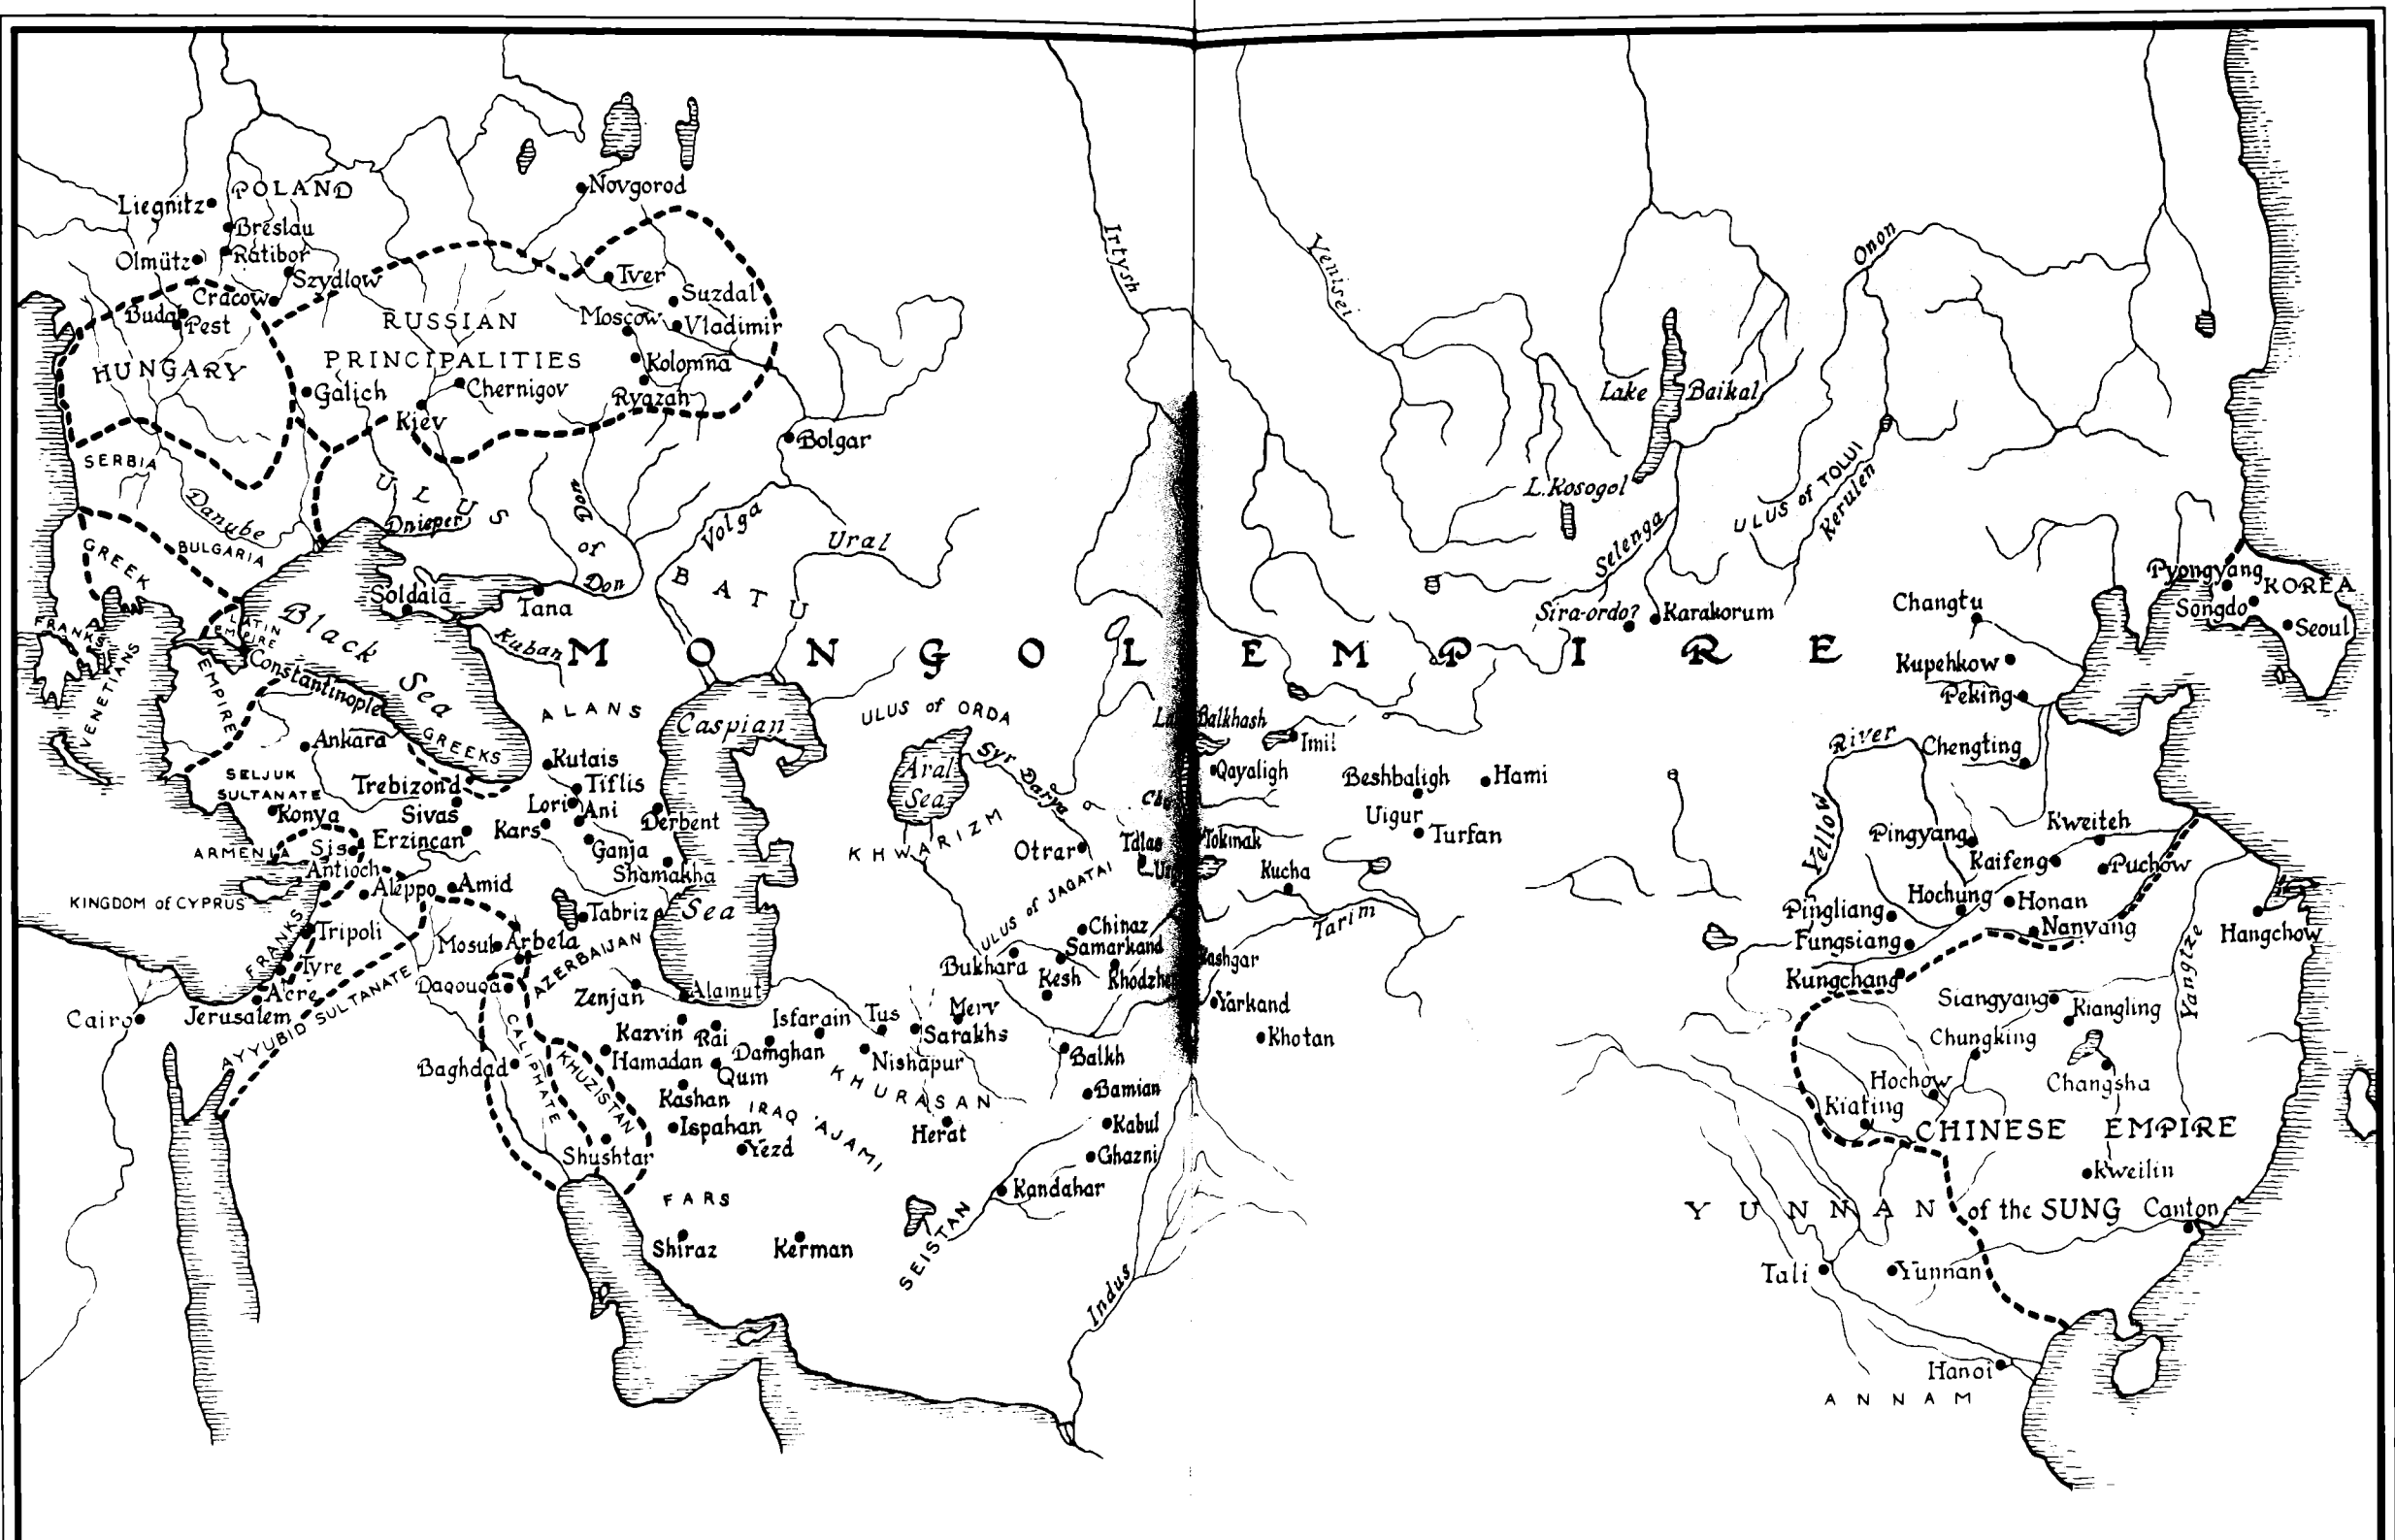 Novgorod
POLAND
Liegnitz
Breslau
Olmütz
Ratibor
Szydlow
Cracow
Buda
Pest
HUNGARY
Tver
Suzdal
Moscow
Vladimir
RUSSIAN
PRINCIPALITIES
Kolomna
Galich
Chernigov
Ryazan
Kiev
Bolgar
SERBIA
Danube
BULGARIA
ULUS
Dnieper
Don
or
Don
Volga
Ural
BATU
Irtysh
Yenisei
Onon
Lake Baikal
L. Kosogol
ULUS of TOLUI
Kerulen
Selenga
GREEK
EMPIRE
LATIN
EMPIRE
FRANKS
VENETIANS
Black
Sea
Soldaia
Tana
Kuban
Constantinople
MONGOL EMPIRE
Sira-ordo?
Karakorum
Changtu
Pyongyang
KOREA
Songdo
Seoul
Kupehkow
Peking
ALANS
Caspian
Sea
ULUS of ORDA
Balkhash
Imil
Ankara
GREEKS
Kutais
Aral
Sea
Syr Darya
Qayaligh
Beshbaligh
Hami
Uigur
Turfan
River
Yellow
Chengting
SELJUK
SULTANATE
Trebizond
Tiflis
Lori
Ani
Konya
Sivas
Erzincan
Kars
Derbent
Ganja
Shamakha
KHWARIZM
Otrar
Talas
Tokmak
Kucha
Pingyang
Kweiteh
Kaifeng
Puchow
ARMENIA
Sis
Antioch
Aleppo
Amid
KINGDOM of CYPRUS
Tabriz
ULUS of JAGATAI
Tarim
Hochung
Honan
Pingliang
Nanyang
Fungsiang
Hangchow
FRANKS
Tripoli
Mosul
Arbela
AZERBAIJAN
Chinaz
Samarkand
Bukhara
Kesh
Kashgar
Kungchang
Tyre
Acre
Jerusalem
Cairo
AYYUBID SULTANATE
Daqouqa
Zenjan
Alamut
Yarkand
Siangyang
Kiangling
Yangtze
Kazvin
Rai
Isfarain
Tus
Merv
Sarakhs
Khotan
Chungking
Baghdad
CALIPHATE
KHUZISTAN
Hamadan
Damghan
Nishapur
Qum
Balkh
Changsha
Kashan
KHURASAN
Bamian
Hochow
Kiating
IRAQ 'AJAMI
Ispahan
Herat
Kabul
CHINESE EMPIRE
Shushtar
Yezd
Ghazni
Kweilin
FARS
Kandahar
YUNNAN
of the SUNG
Canton
Shiraz
Kerman
SEISTAN
Indus
Tali
Yunnan
Hanoi
ANNAM